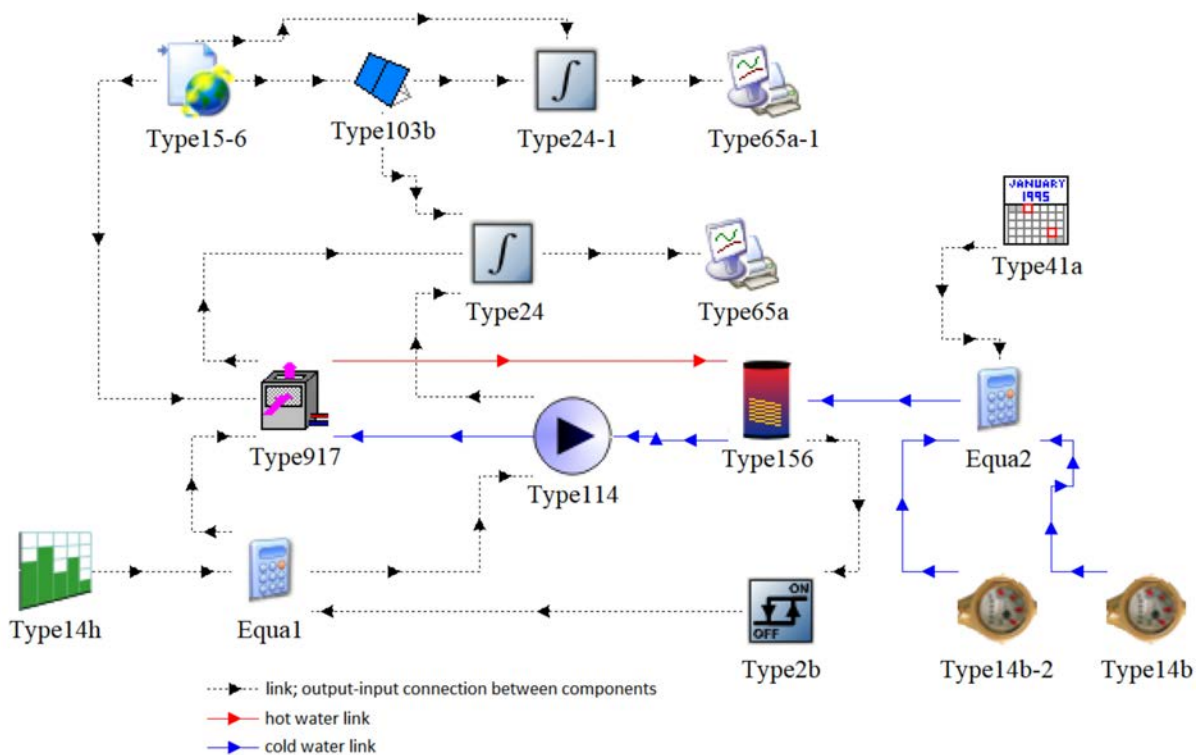 Type15-6
Type103b
Type24-1
Type65a-1
JANUARY
1995
Type41a
Type24
Type65a
Type917
Type114
Type156
Equa2
Type14h
Equa1
ON
OFF
Type2b
Type14b-2
Type14b
link; output-input connection between components
hot water link
cold water link